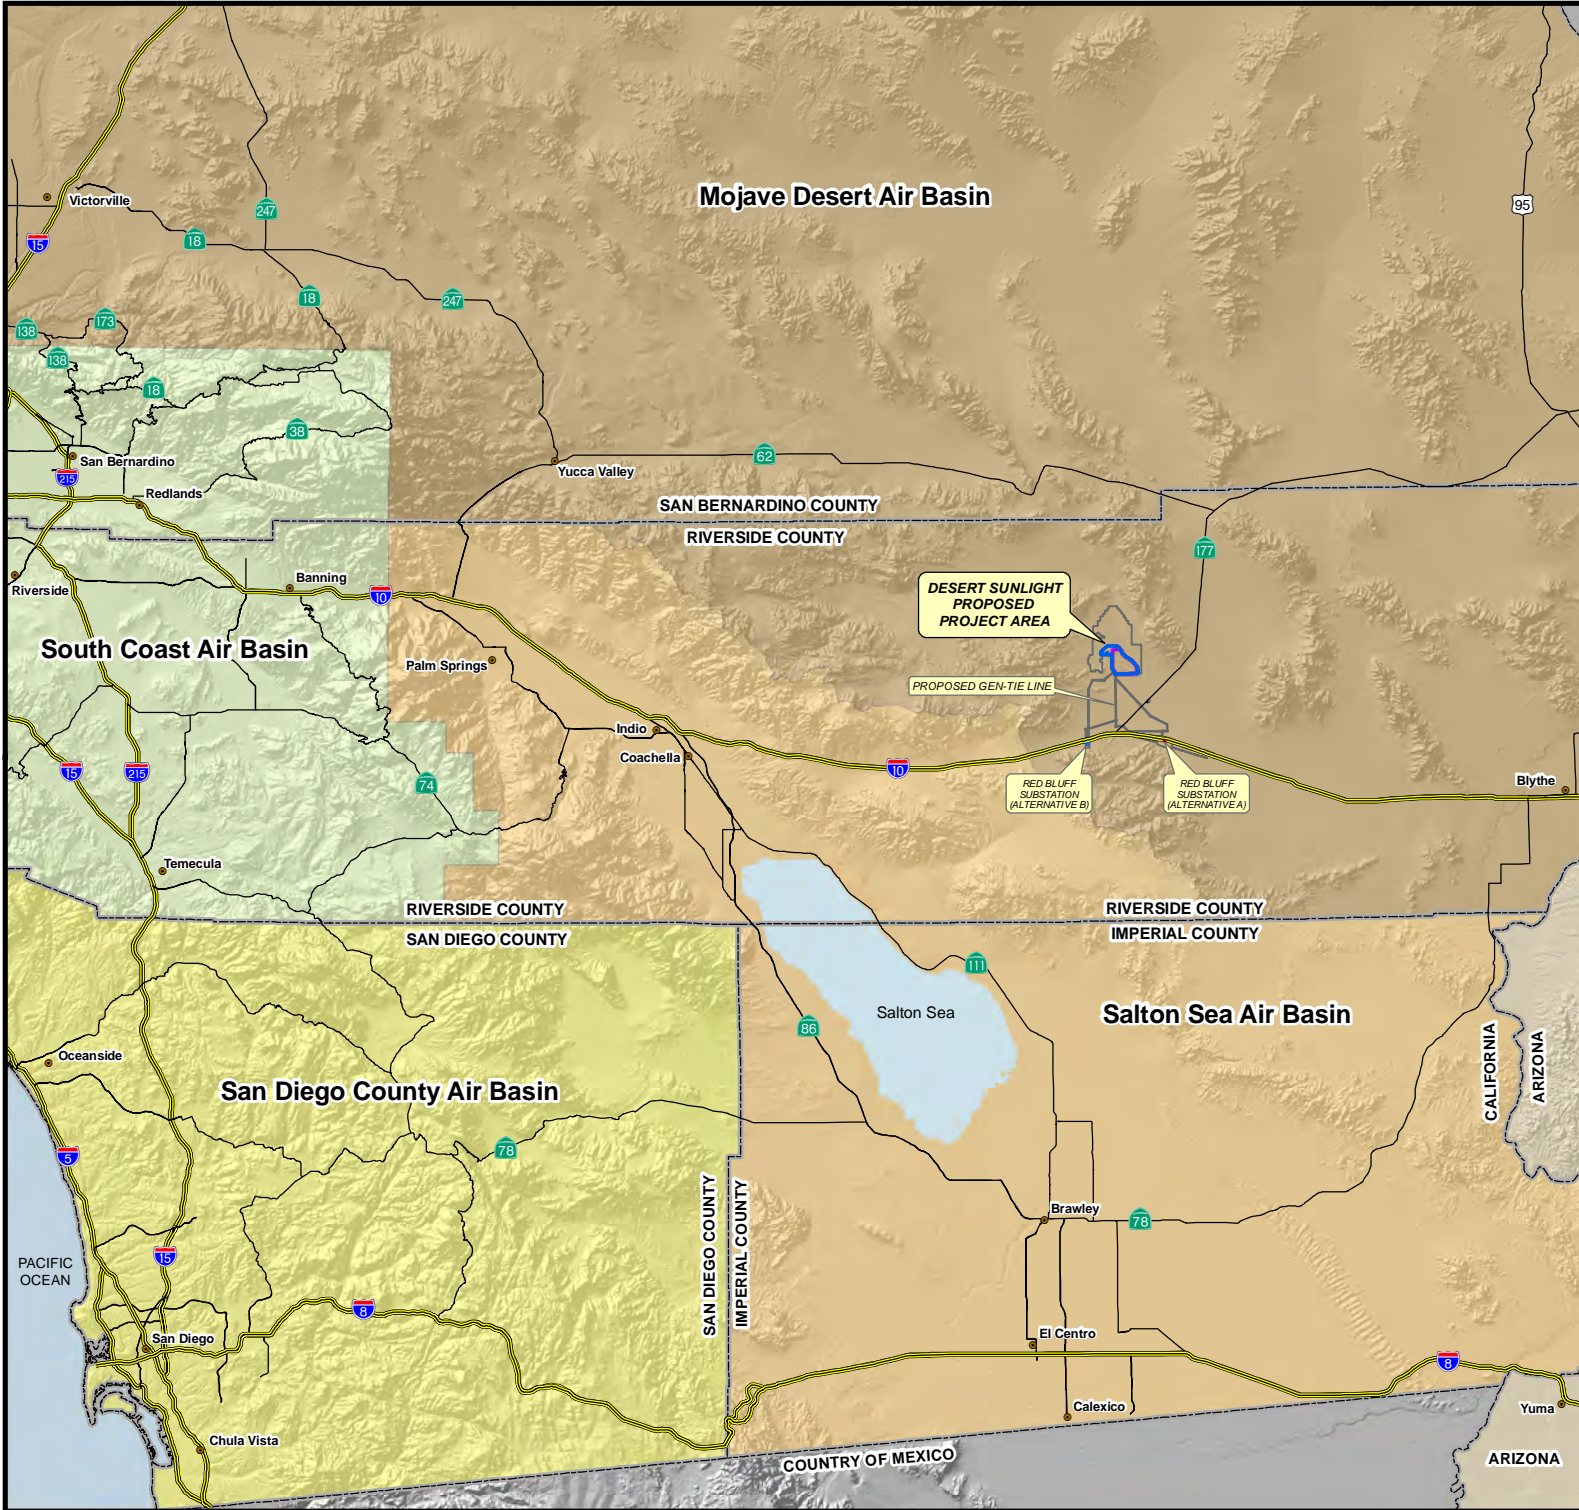 Mojave Desert Air Basin
95
Victorville
247
15
18
18
247
173
138
138
18
38
San Bernardino
215
Redlands
Yucca Valley
62
SAN BERNARDINO COUNTY
RIVERSIDE COUNTY
177
Riverside
Banning
10
DESERT SUNLIGHT
PROPOSED
PROJECT AREA
South Coast Air Basin
Palm Springs
PROPOSED GEN-TIE LINE
Indio
Coachella
15
215
74
10
RED BLUFF
SUBSTATION
(ALTERNATIVE B)
RED BLUFF
SUBSTATION
(ALTERNATIVE A)
Blythe
Temecula
RIVERSIDE COUNTY
SAN DIEGO COUNTY
RIVERSIDE COUNTY
IMPERIAL COUNTY
111
Salton Sea
86
Salton Sea Air Basin
CALIFORNIA
ARIZONA
Oceanside
San Diego County Air Basin
5
78
SAN DIEGO COUNTY
IMPERIAL COUNTY
Brawley
78
PACIFIC
OCEAN
15
8
San Diego
El Centro
8
Calexico
Yuma
Chula Vista
COUNTRY OF MEXICO
ARIZONA